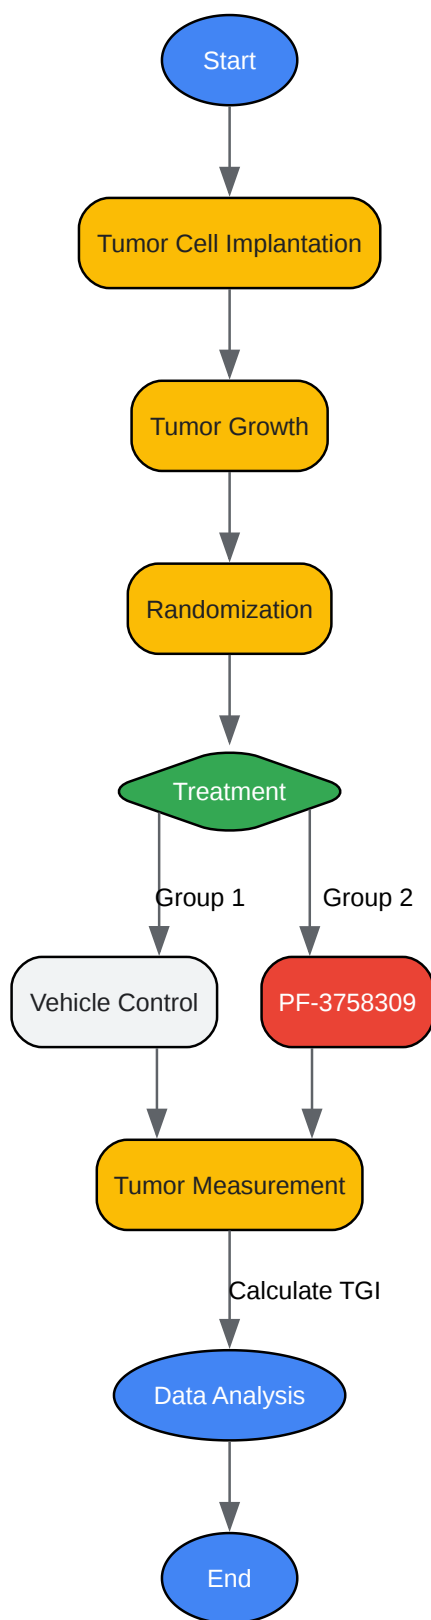 Start
Tumor Cell Implantation
Tumor Growth
Randomization
Treatment
Group 1
Group 2
Vehicle Control
PF-3758309
Tumor Measurement
Calculate TGI
Data Analysis
End